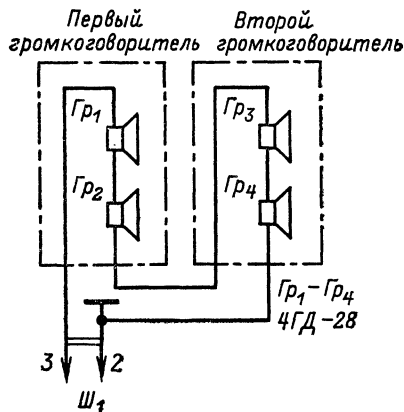 Первый
громкоговоритель
Второй
громкоговоритель
Гр₁
Гр₃
Гр₂
Гр₄
Гр₁–Гр₄
4ГД–28
3
2
Ш₁